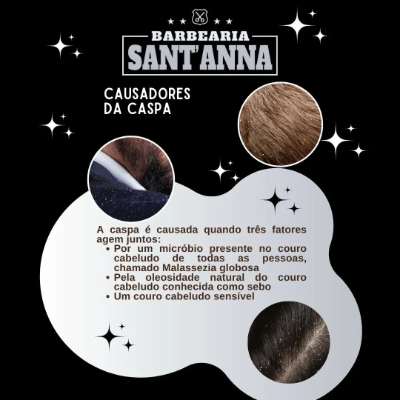 BARBEARIA
SANT'ANNA
CAUSADORES
DA CASPA
A caspa é causada quando três fatores
agem juntos:
• Por um micróbio presente no couro
cabeludo de todas as pessoas,
chamado Malassezia globosa
• Pela oleosidade natural do couro
cabeludo conhecida como sebo
• Um couro cabeludo sensível